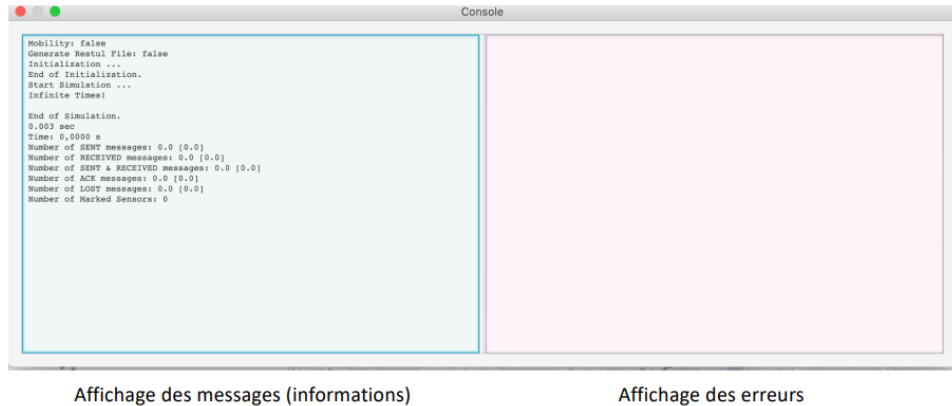 Console
Mobility: false
Generate Restul File: false
Initialization ...
End of Initialization.
Start Simulation ...
Infinite Times!
End of Simulation.
0.003 sec
Time: 0,0000 s
Number of SENT messages: 0.0 [0.0]
Number of RECEIVED messages: 0.0 [0.0]
Number of SENT & RECEIVED messages: 0.0 [0.0]
Number of ACK messages: 0.0 [0.0]
Number of LOST messages: 0.0 [0.0]
Number of Marked Sensors: 0
Affichage des messages (informations)
Affichage des erreurs